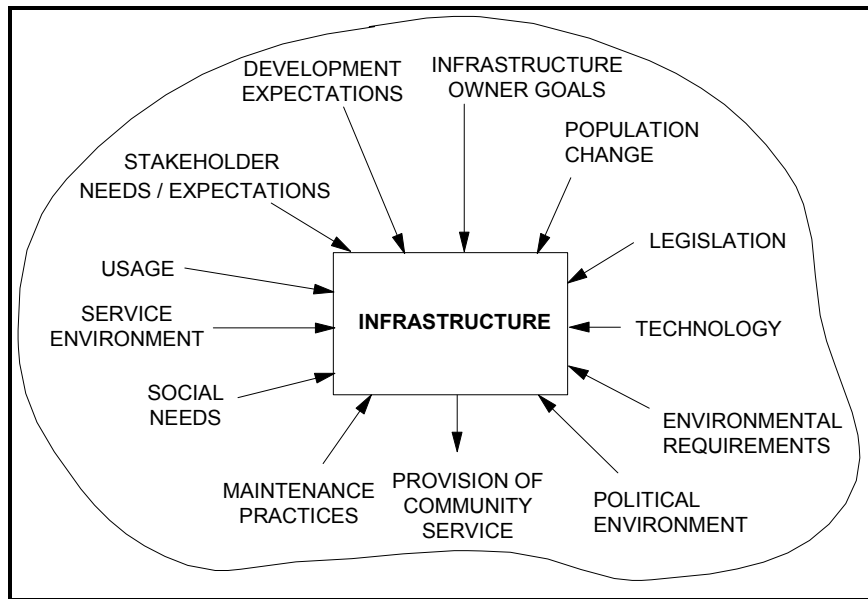 DEVELOPMENT
EXPECTATIONS
INFRASTRUCTURE
OWNER GOALS
POPULATION
CHANGE
STAKEHOLDER
NEEDS / EXPECTATIONS
LEGISLATION
USAGE
SERVICE
ENVIRONMENT
INFRASTRUCTURE
TECHNOLOGY
SOCIAL
NEEDS
ENVIRONMENTAL
REQUIREMENTS
MAINTENANCE
PRACTICES
PROVISION OF
COMMUNITY
SERVICE
POLITICAL
ENVIRONMENT